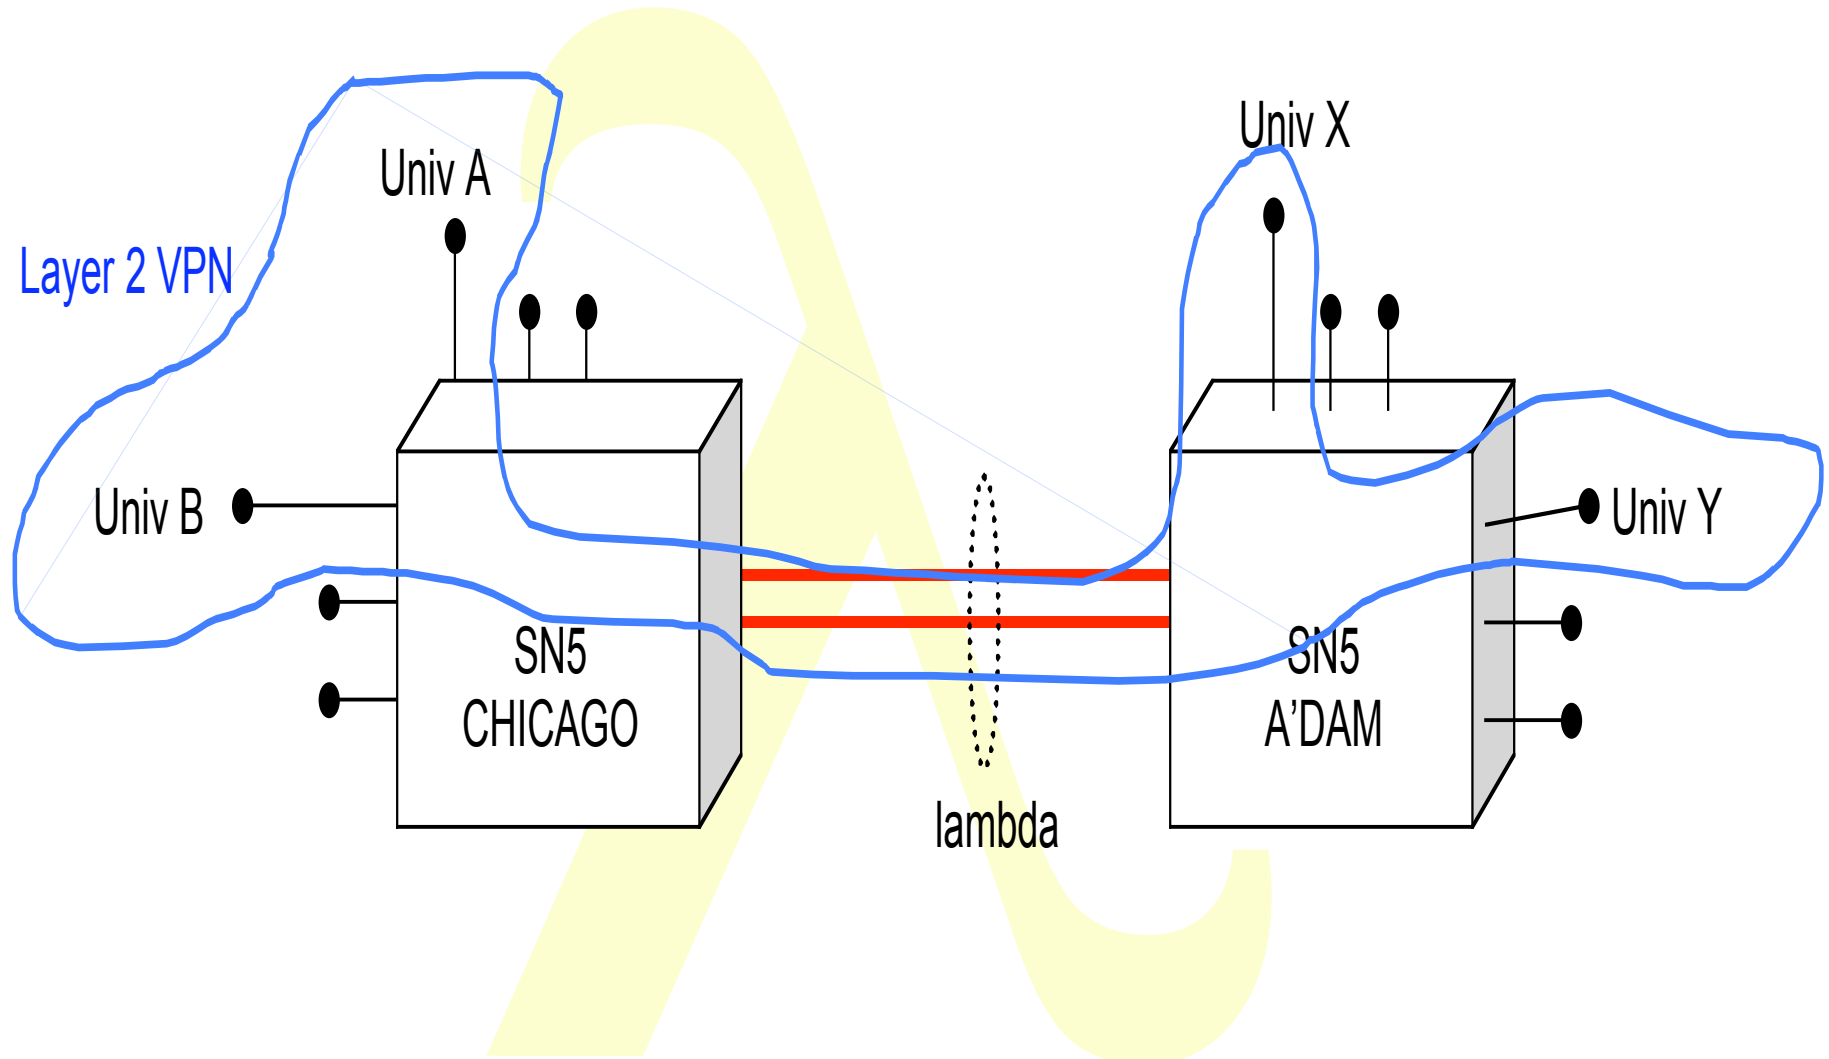 Univ X
Univ A
Layer 2 VPN
Univ B
Univ Y
SN5
CHICAGO
SN5
A’DAM
lambda